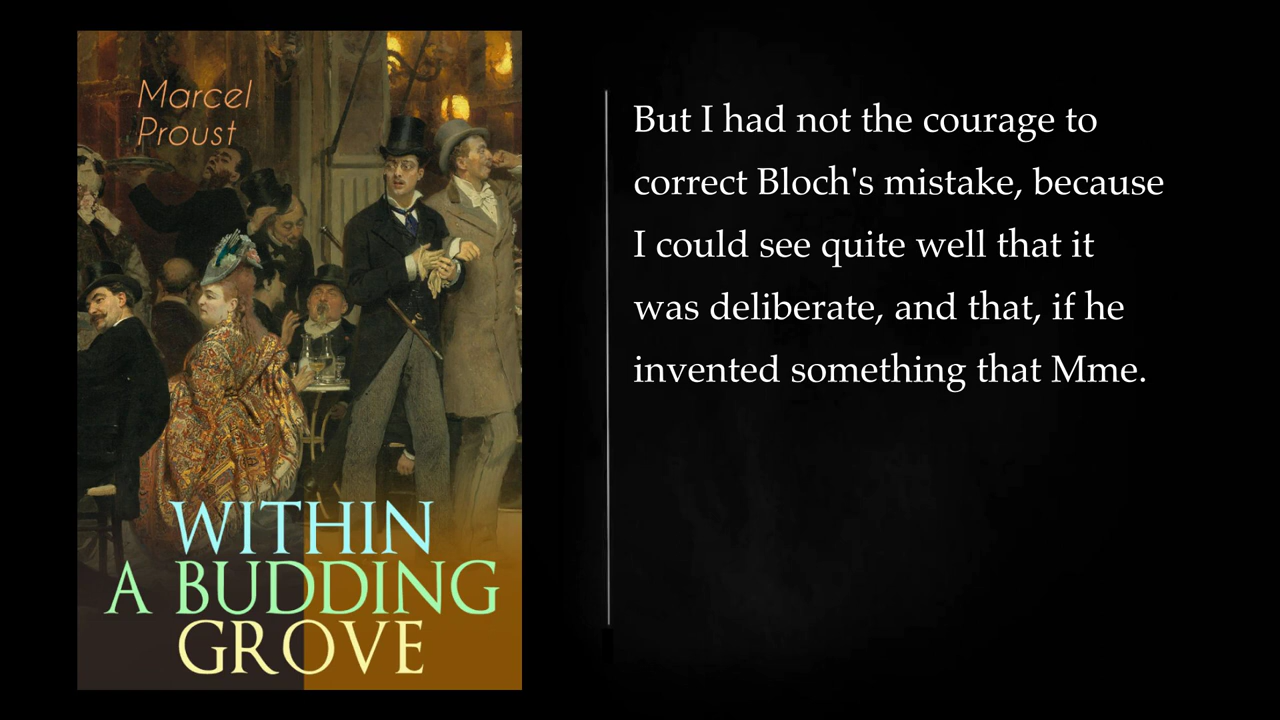 Marcel
Proust
WITHIN
A BUDDING
GROVE
But I had not the courage to
correct Bloch's mistake, because
I could see quite well that it
was deliberate, and that, if he
invented something that Mme.